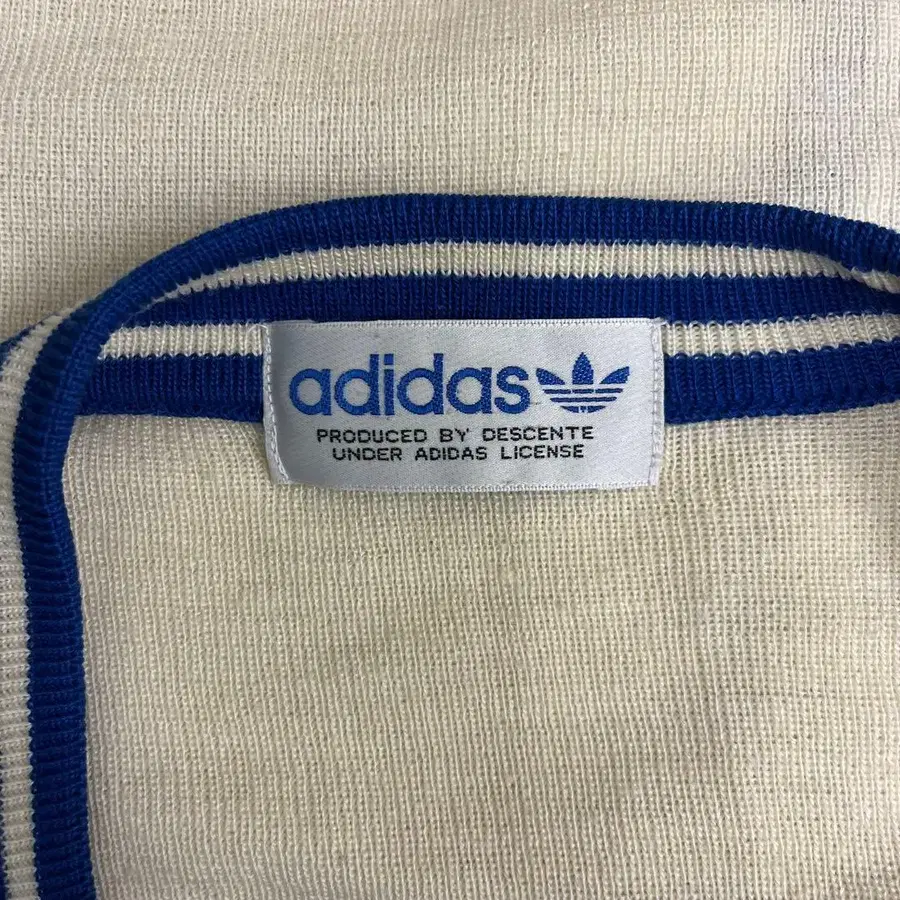 adidas
PRODUCED BY DESCENTE
UNDER ADIDAS LICENSE